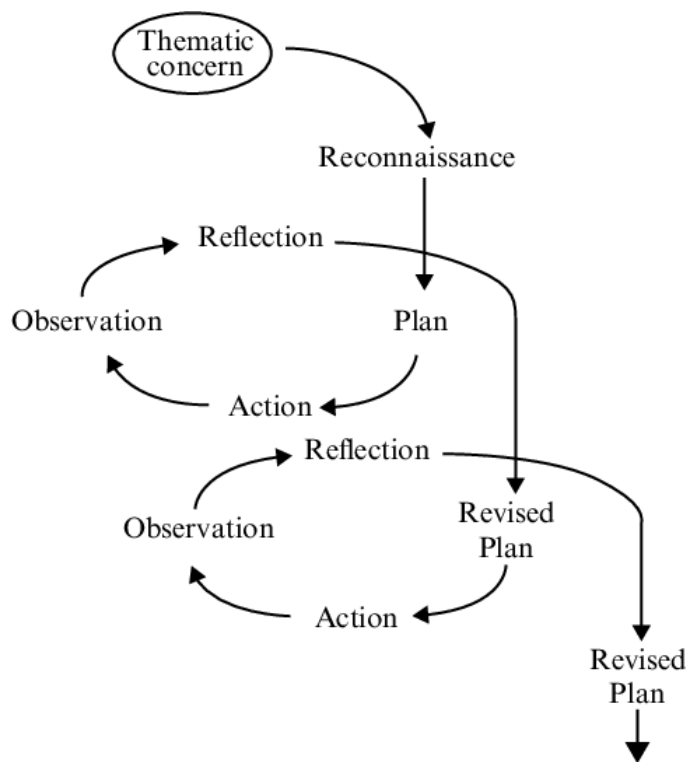 Thematic
concern
Reconnaissance
Reflection
Observation
Plan
Action
Reflection
Observation
Revised
Plan
Action
Revised
Plan